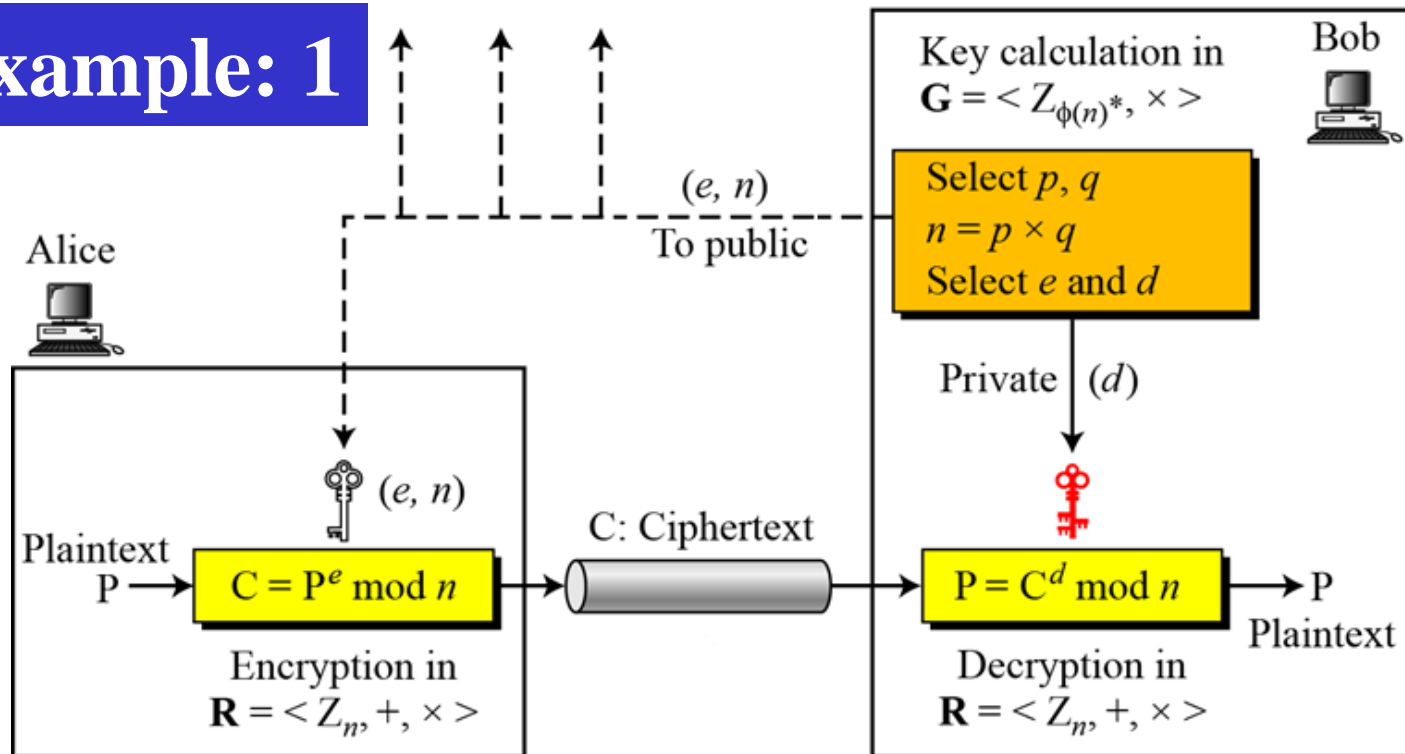 xample: 1
Bob
Key calculation in
G = < Z_ϕ(n)*, × >
Select p, q
n = p × q
Select e and d
(e, n)
To public
Alice
Private (d)
(e, n)
Plaintext
P
C = P^e mod n
C: Ciphertext
P = C^d mod n
P
Plaintext
Encryption in
R = < Z_n, +, × >
Decryption in
R = < Z_n, +, × >